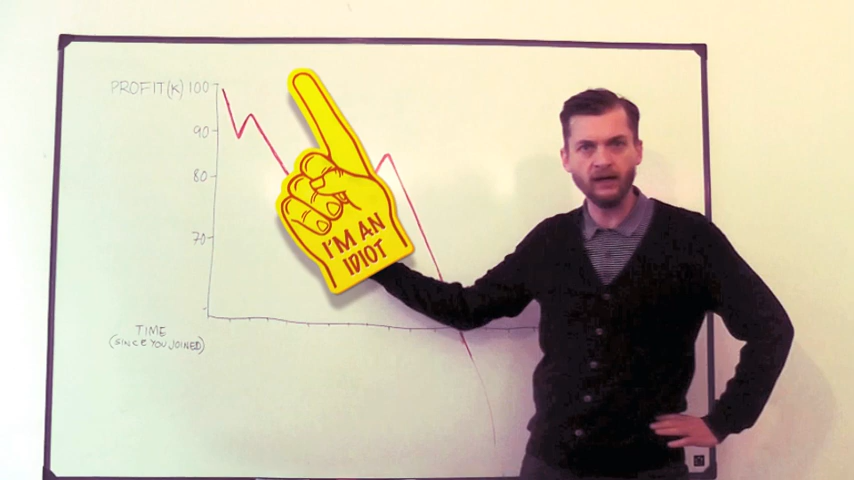 PROFIT(K) 100
90
80
70
I'M AN
IDIOT
TIME
(SINCE YOU JOINED)